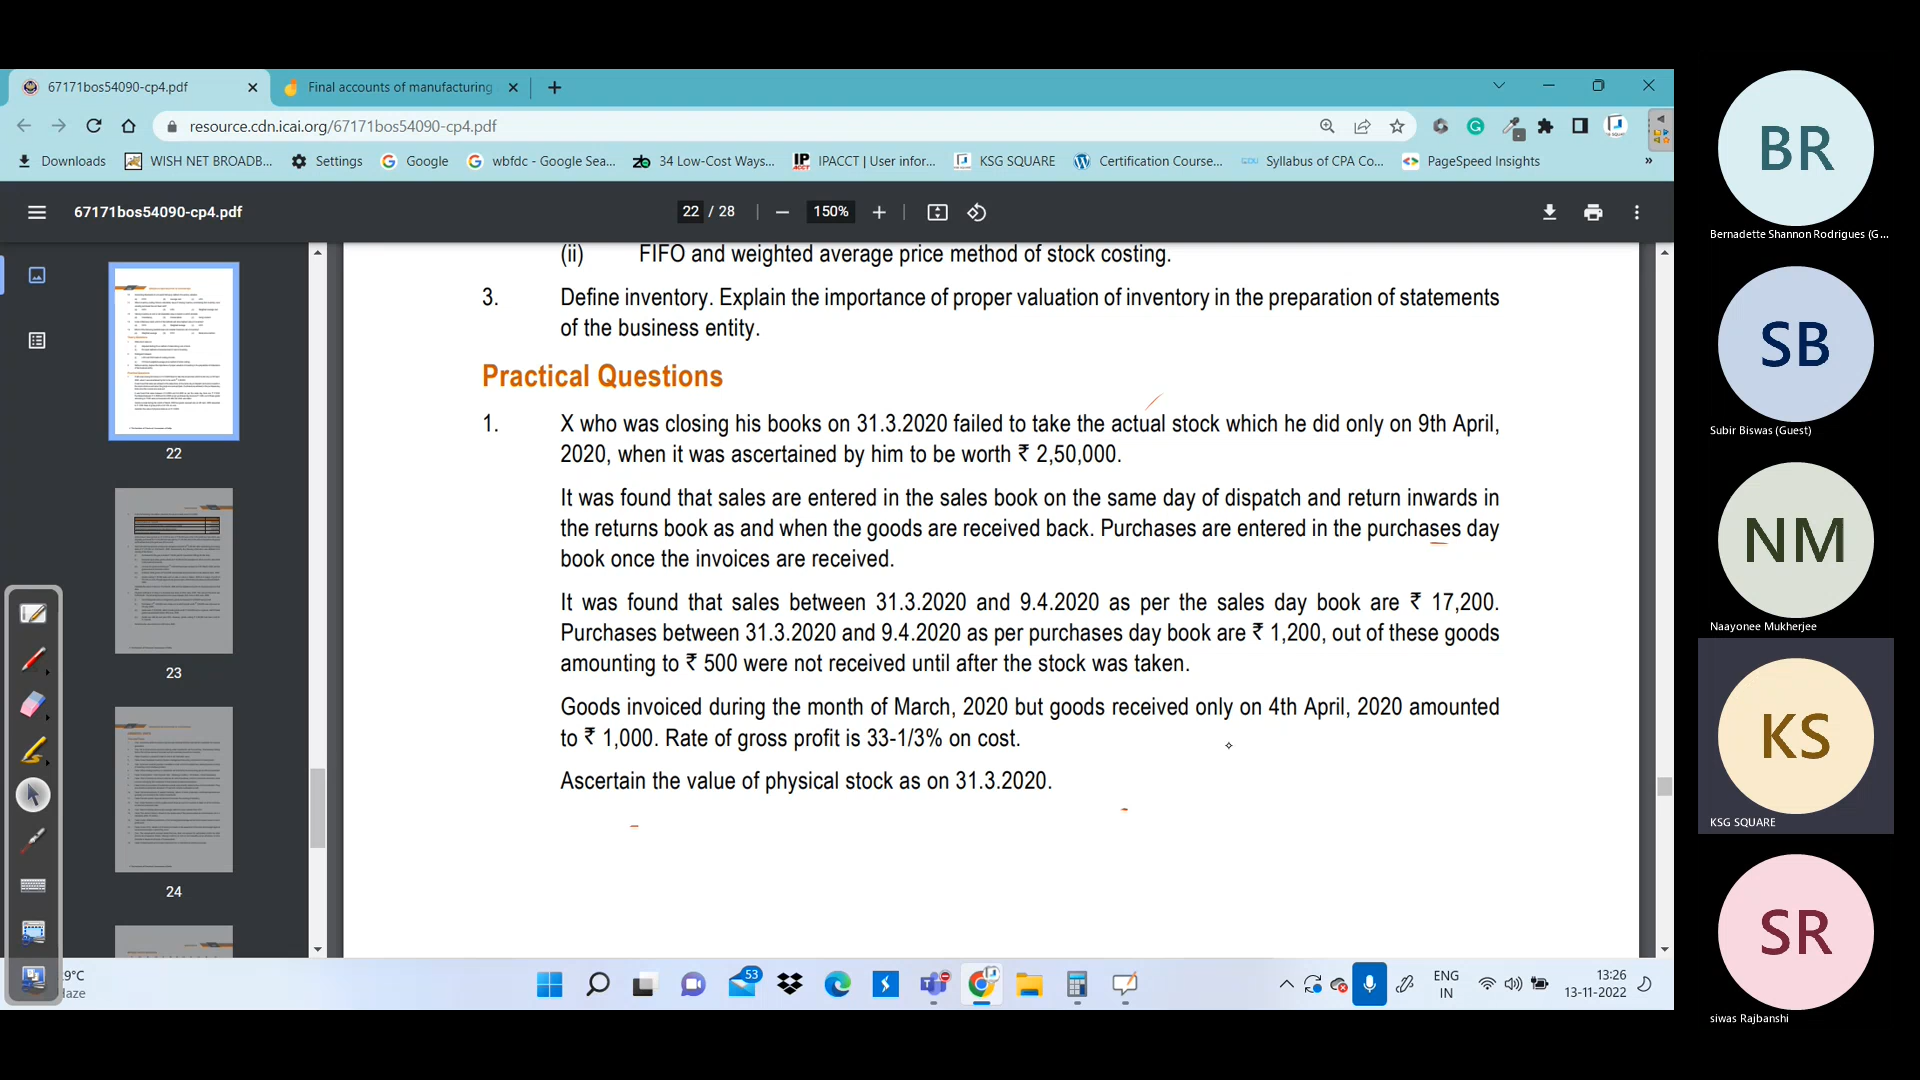 67171bos54090-cp4.pdf
Final accounts of manufacturing
resource.cdn.icai.org/67171bos54090-cp4.pdf
Downloads
WISH NET BROADB...
Settings
Google
wbfdc - Google Sea...
34 Low-Cost Ways...
IPACCT | User infor...
KSG SQUARE
Certification Course...
Syllabus of CPA Co...
PageSpeed Insights
»
67171bos54090-cp4.pdf
22 / 28
150%
(ii) FIFO and weighted average price method of stock costing.
3. Define inventory. Explain the importance of proper valuation of inventory in the preparation of statements
of the business entity.
Practical Questions
1. X who was closing his books on 31.3.2020 failed to take the actual stock which he did only on 9th April,
2020, when it was ascertained by him to be worth ₹ 2,50,000.
It was found that sales are entered in the sales book on the same day of dispatch and return inwards in
the returns book as and when the goods are received back. Purchases are entered in the purchases day
book once the invoices are received.
It was found that sales between 31.3.2020 and 9.4.2020 as per the sales day book are ₹ 17,200.
Purchases between 31.3.2020 and 9.4.2020 as per purchases day book are ₹ 1,200, out of these goods
amounting to ₹ 500 were not received until after the stock was taken.
Goods invoiced during the month of March, 2020 but goods received only on 4th April, 2020 amounted
to ₹ 1,000. Rate of gross profit is 33-1/3% on cost.
Ascertain the value of physical stock as on 31.3.2020.
22
23
24
9°C
laze
53
ENG
IN
13:26
13-11-2022
BR
Bernadette Shannon Rodrigues (G...
SB
Subir Biswas (Guest)
NM
Naayonee Mukherjee
KS
KSG SQUARE
SR
siwas Rajbanshi